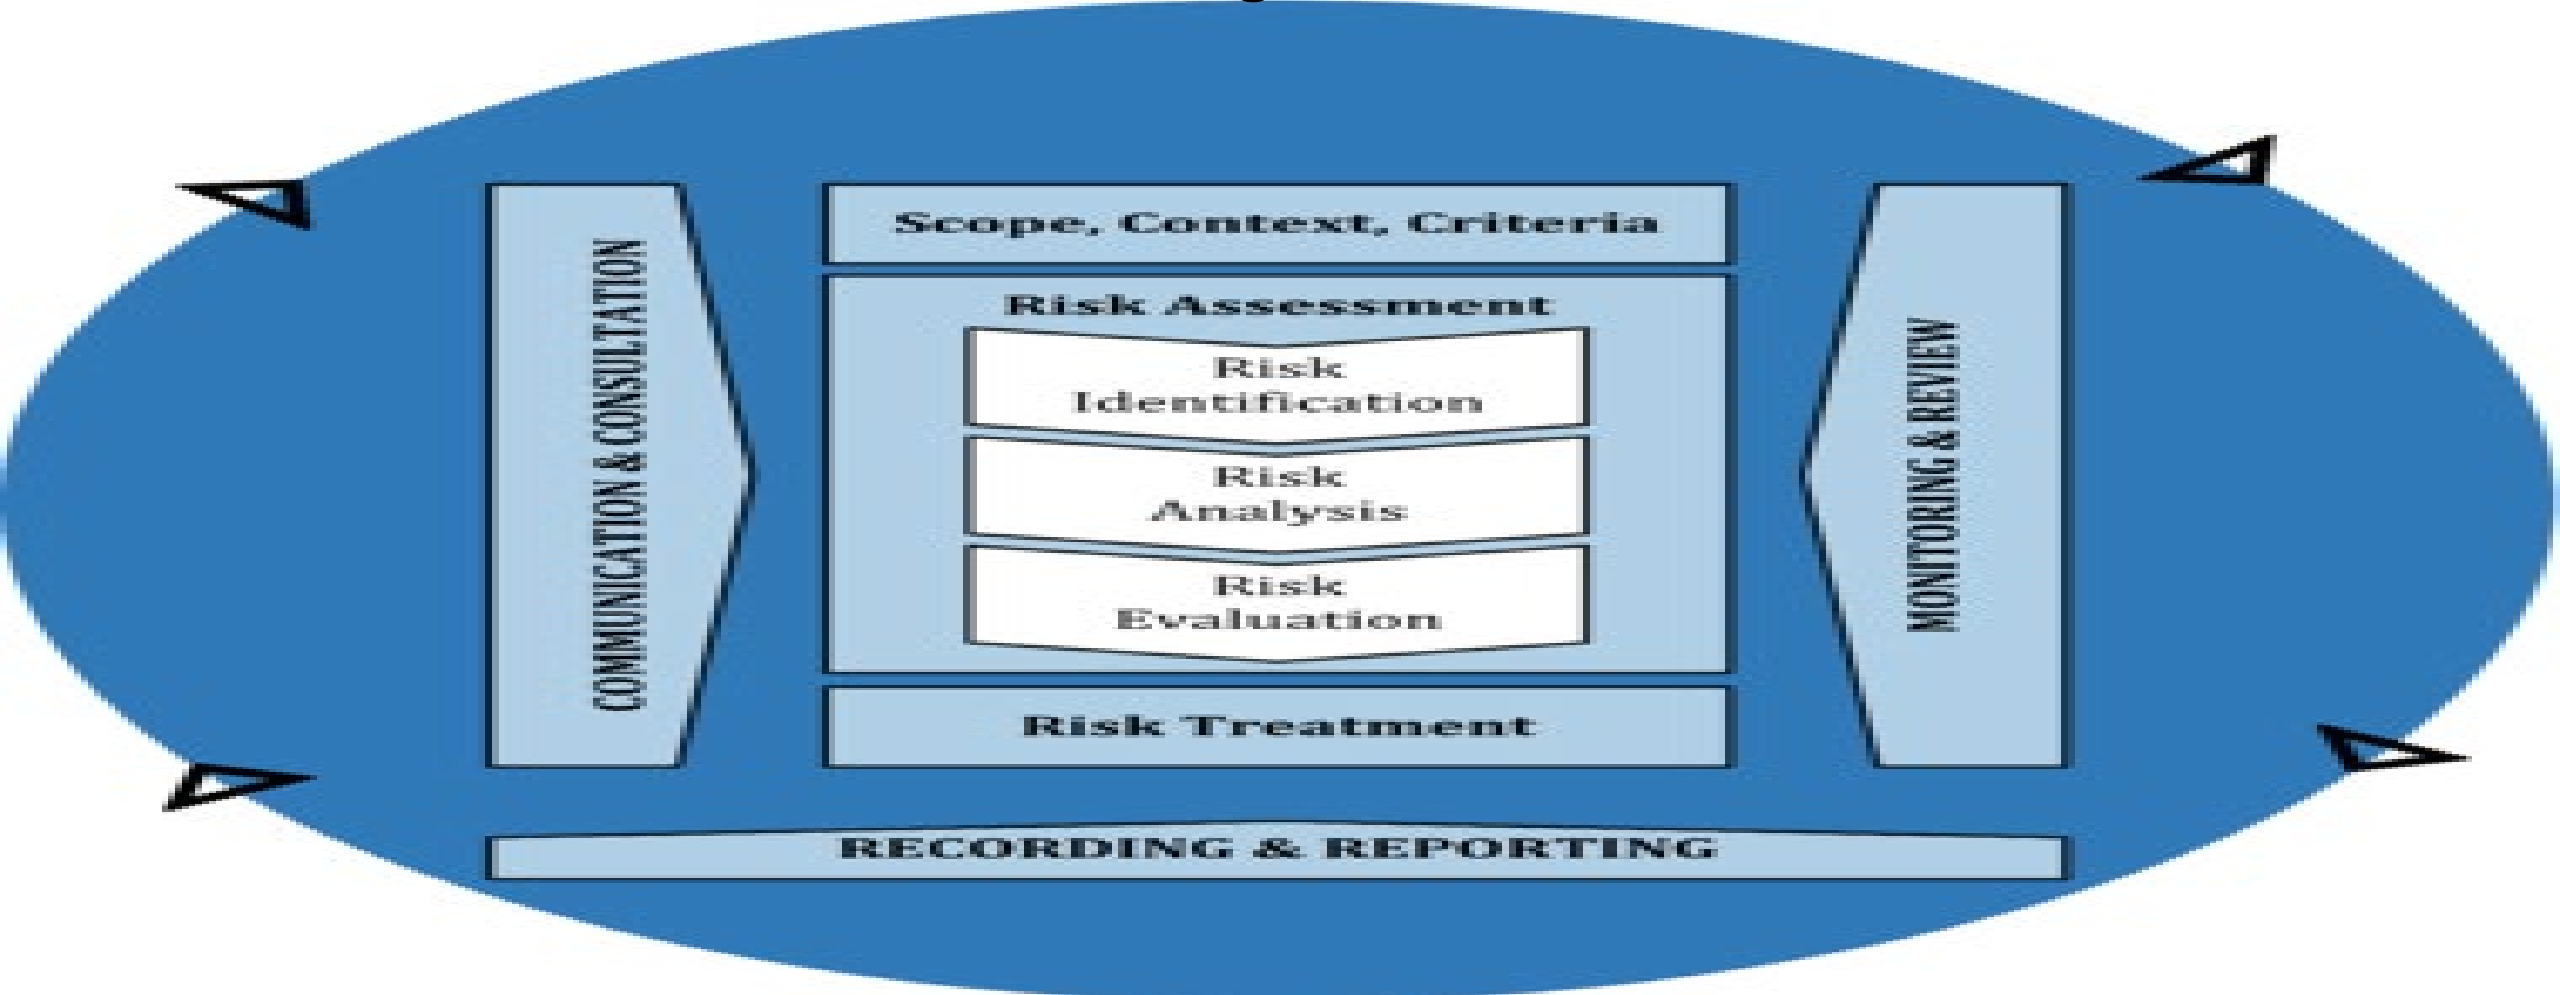 COMMUNICATION & CONSULTATION
Scope, Context, Criteria
Risk Assessment
Risk
Identification
Risk
Analysis
Risk
Evaluation
Risk Treatment
MONITORING & REVIEW
RECORDING & REPORTING